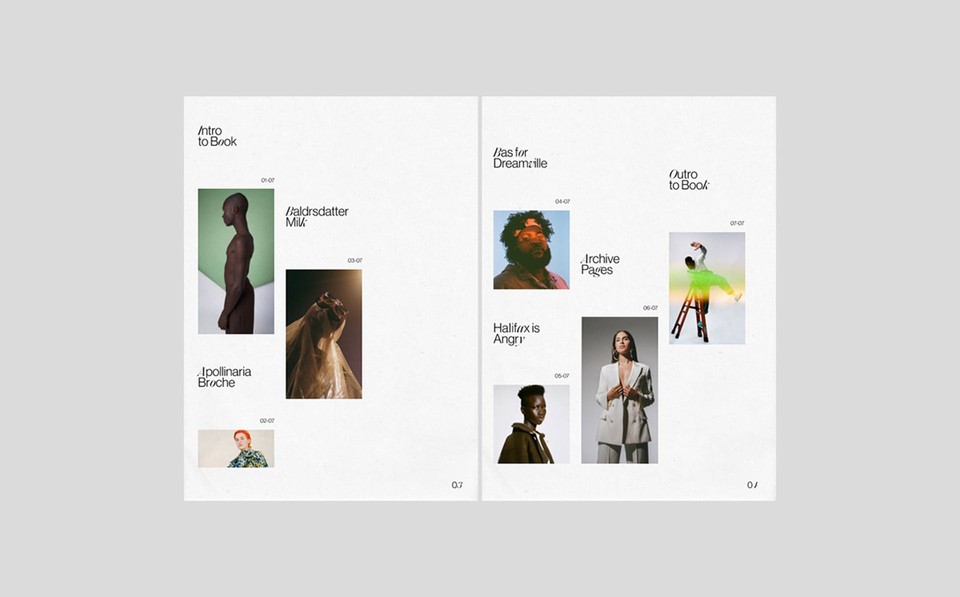 Intro
to Book
01-07
Baldrsdatter
Milk
03-07
Apollinaria
Broche
02-07
07
Bas for
Dreamville
04-07
Outro
to Book
07-07
Archive
Pages
06-07
Halifax is
Angry
05-07